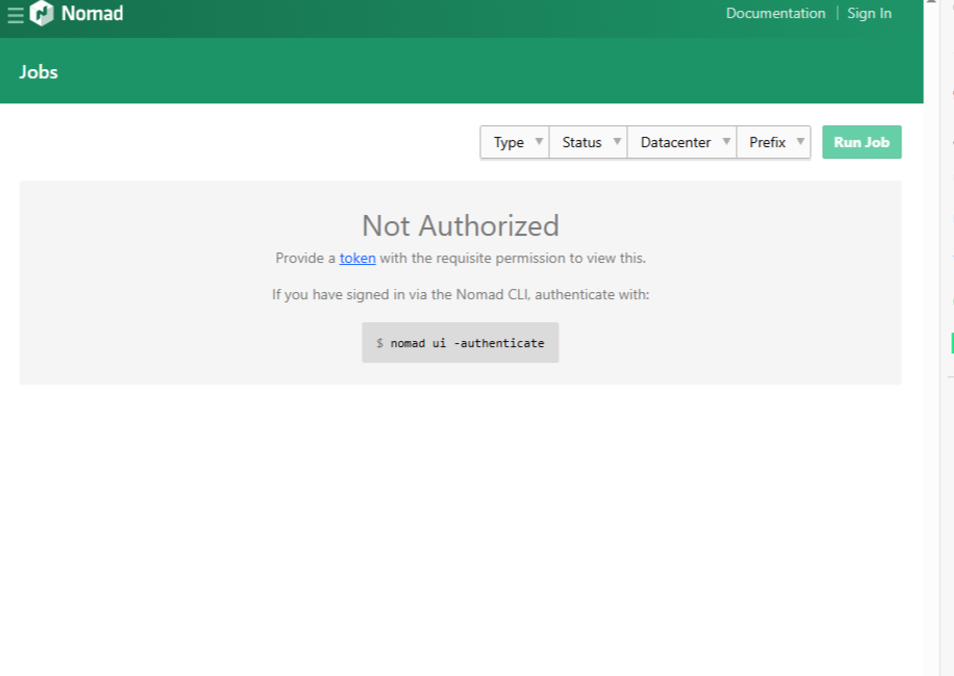 Nomad
Documentation | Sign In
Jobs
Type Status Datacenter Prefix Run Job
Not Authorized
Provide a token with the requisite permission to view this.
If you have signed in via the Nomad CLI, authenticate with:
$ nomad ui -authenticate